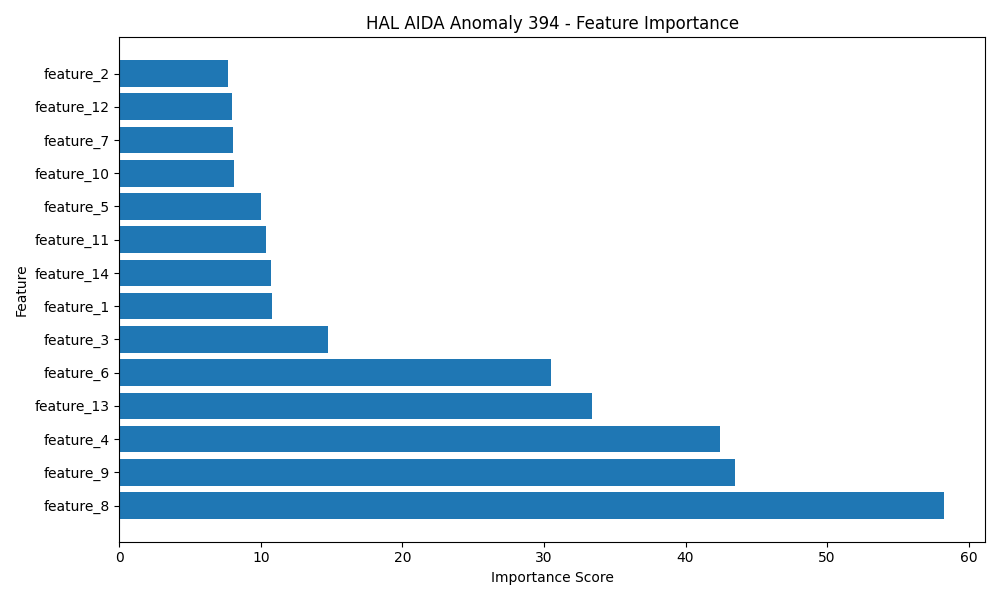 HAL AIDA Anomaly 394 - Feature Importance
feature_2
feature_12
feature_7
feature_10
feature_5
feature_11
feature_14
feature_1
feature_3
feature_6
feature_13
feature_4
feature_9
feature_8
Feature
0 10 20 30 40 50 60
Importance Score